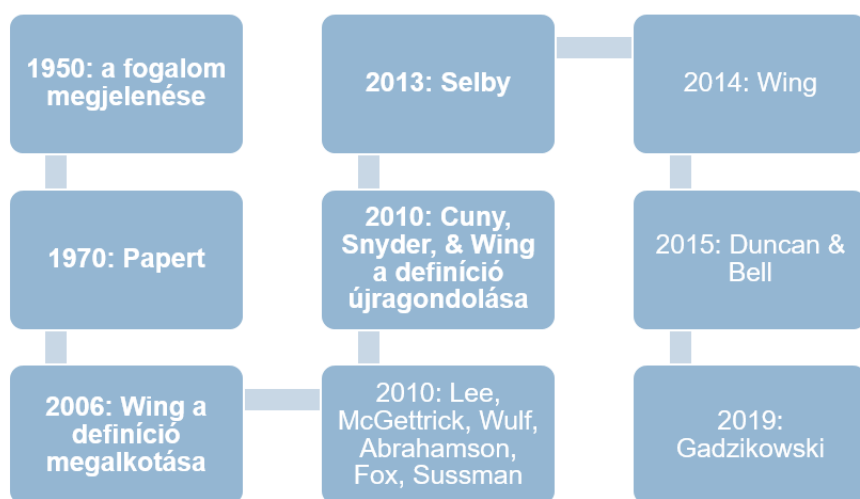 1950: a fogalom
megjelenése
1970: Papert
2006: Wing a
definíció
megalkotása
2010: Lee,
McGettrick, Wulf,
Abrahamson,
Fox, Sussman
2010: Cuny,
Snyder, & Wing
a definíció
újragondolása
2013: Selby
2014: Wing
2015: Duncan &
Bell
2019:
Gadzikowski